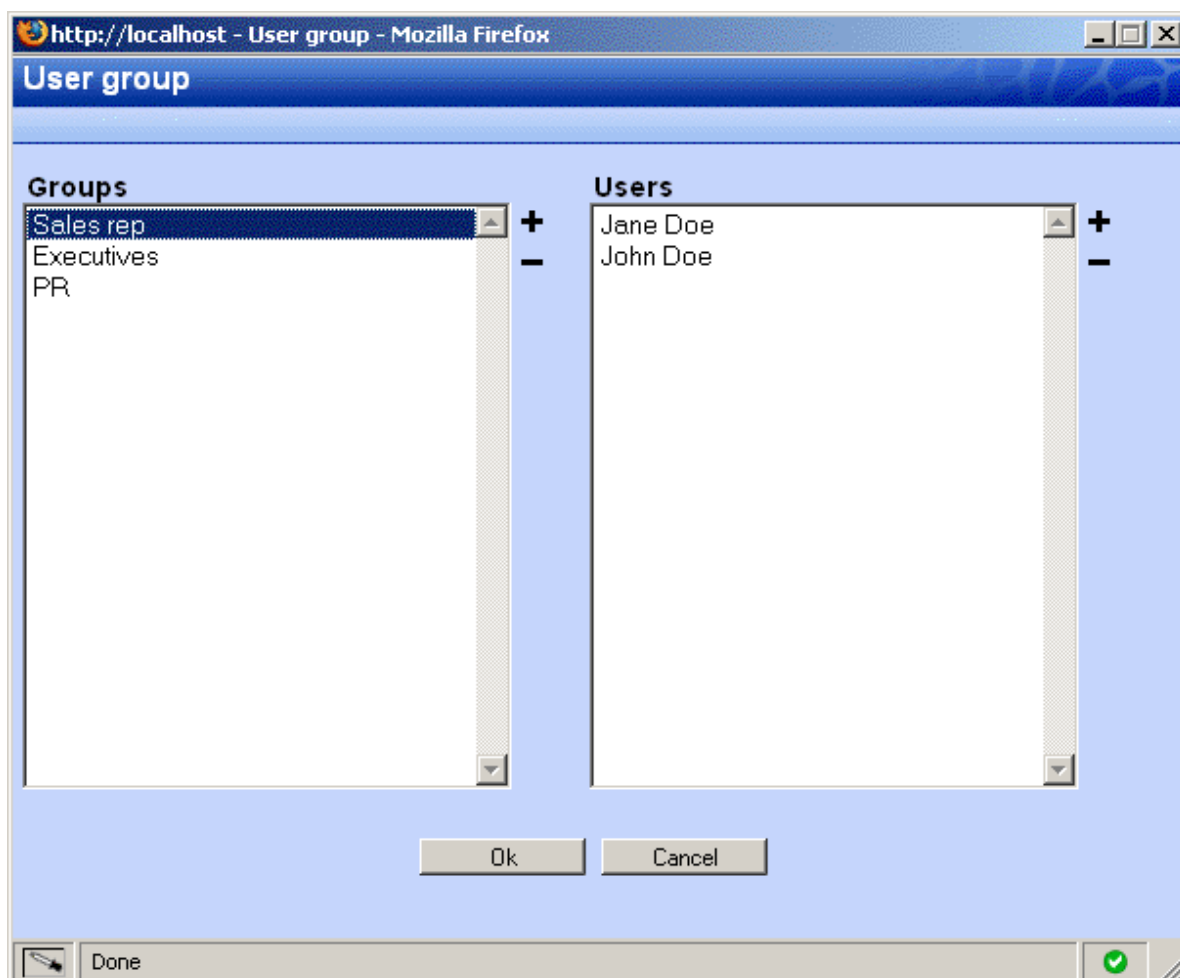 http://localhost - User group - Mozilla Firefox
User group
Groups
Sales rep
Executives
PR
+
–
Users
Jane Doe
John Doe
+
–
Ok
Cancel
Done